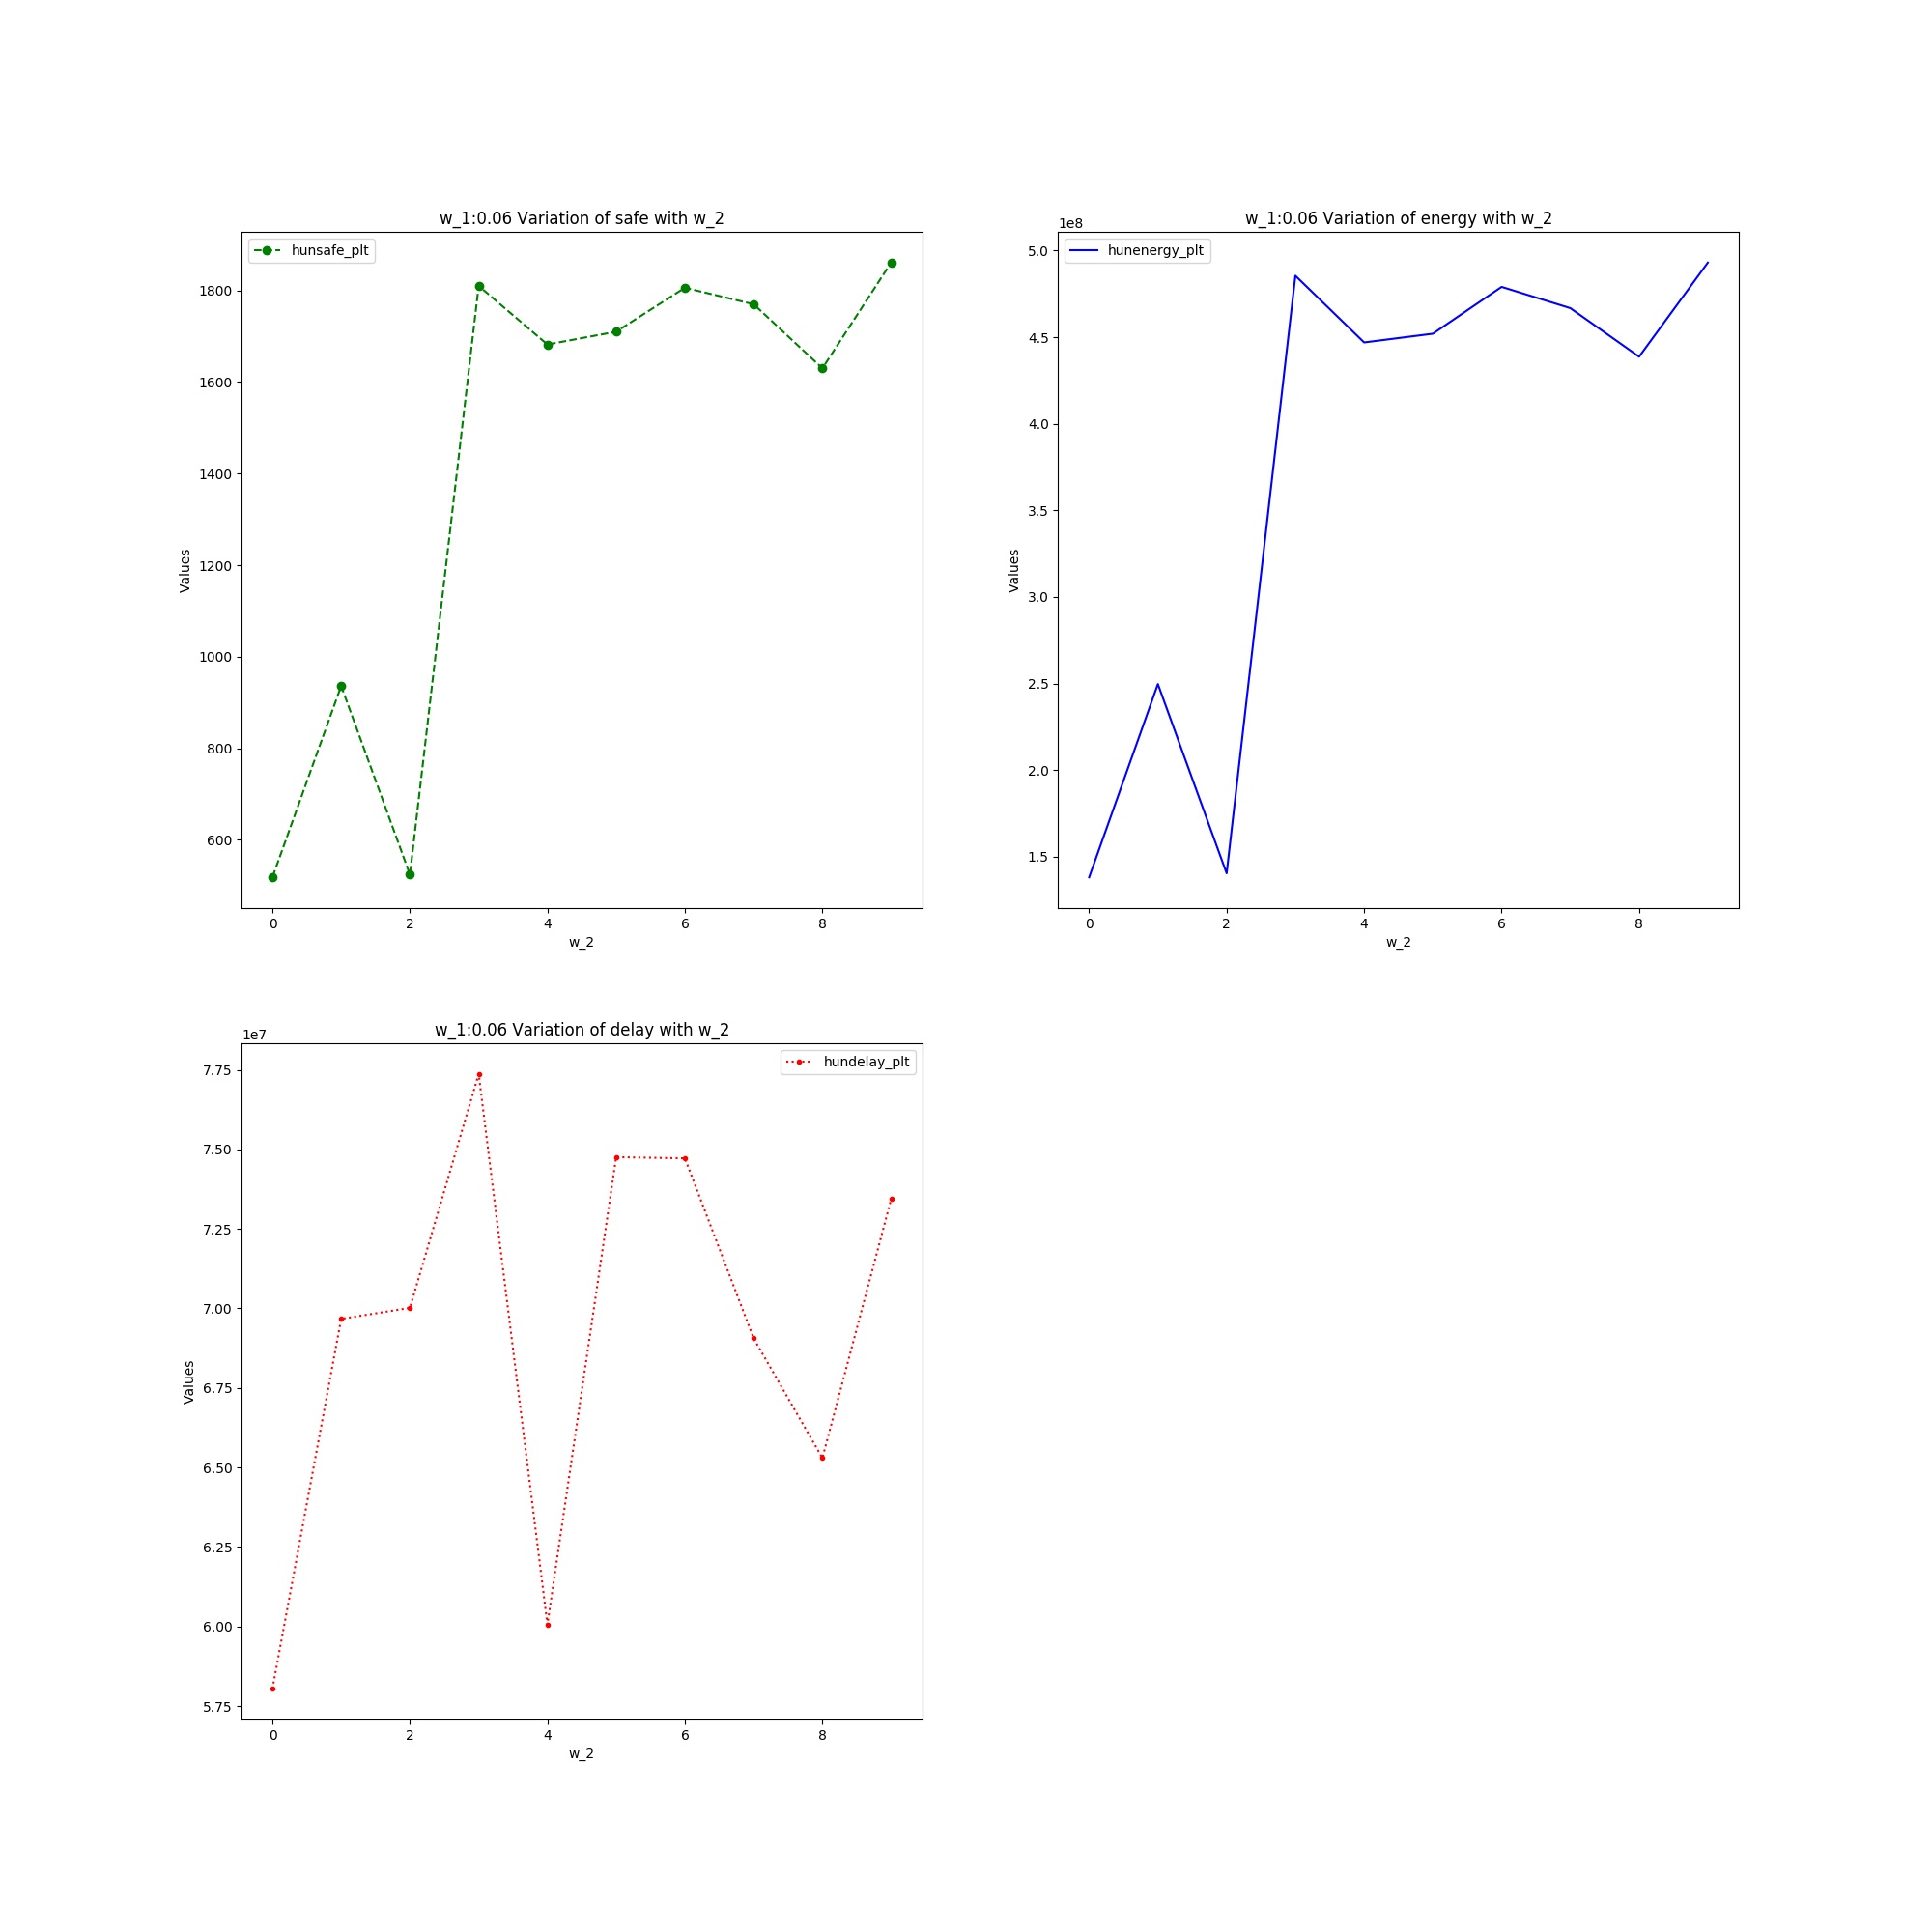 w_1:0.06 Variation of safe with w_2
hunsafe_plt
1800
1600
1400
1200
1000
800
600
Values
0 2 4 6 8
w_2
w_1:0.06 Variation of energy with w_2
1e8
hunenergy_plt
5.0
4.5
4.0
3.5
3.0
2.5
2.0
1.5
Values
0 2 4 6 8
w_2
w_1:0.06 Variation of delay with w_2
1e7
hundelay_plt
7.75
7.50
7.25
7.00
6.75
6.50
6.25
6.00
5.75
Values
0 2 4 6 8
w_2